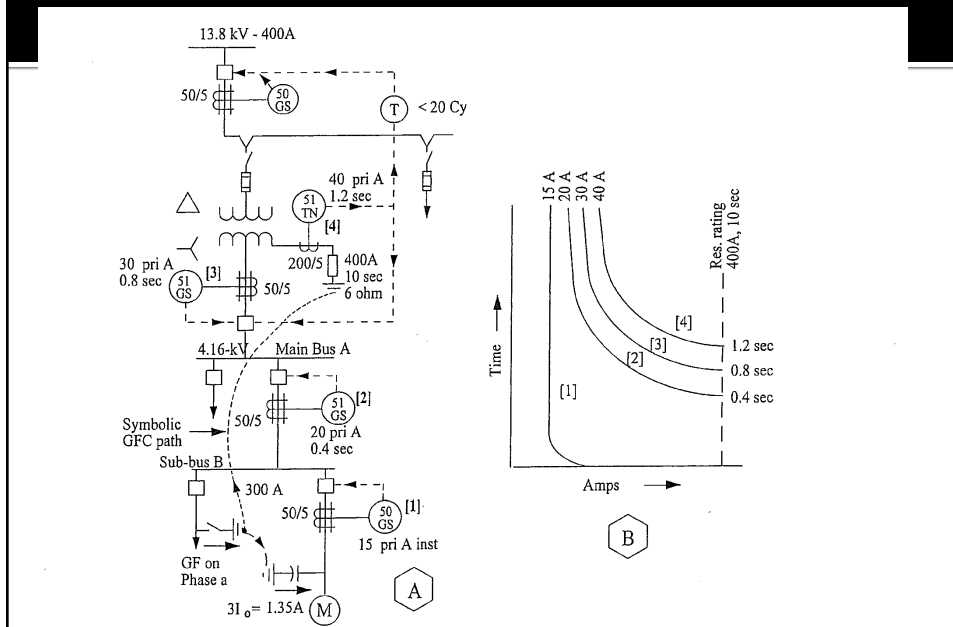 13.8 kV - 400A
50/5
50
GS
T
< 20 Cy
40 pri A
1.2 sec
51
TN
[4]
200/5
400A
10 sec
6 ohm
30 pri A
0.8 sec
51
GS
[3]
50/5
4.16-kV
Main Bus A
[2]
51
GS
50/5
20 pri A
0.4 sec
Symbolic
GFC path
Sub-bus B
300 A
[1]
50/5
50
GS
15 pri A inst
GF on
Phase a
3I o = 1.35A
M
A
15 A
20 A
30 A
40 A
Res. rating
400A, 10 sec
Time
[4]
[3]
[2]
[1]
1.2 sec
0.8 sec
0.4 sec
Amps
B